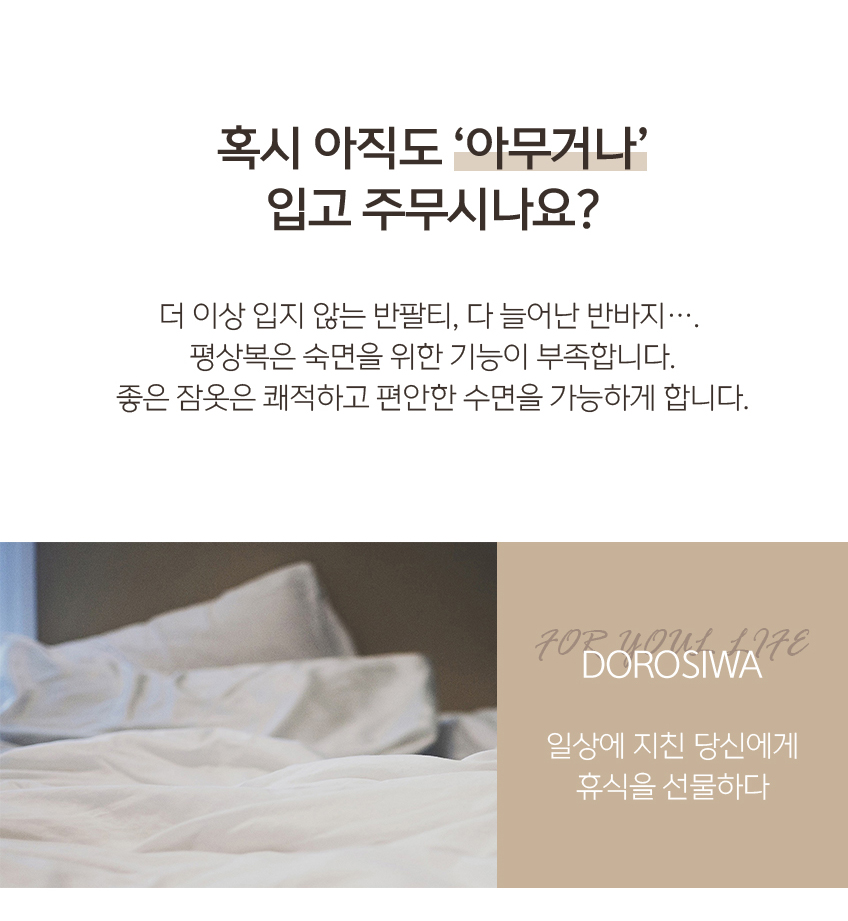 혹시 아직도 ‘아무거나’
입고 주무시나요?
더 이상 입지 않는 반팔티, 다 늘어난 반바지….
평상복은 숙면을 위한 기능이 부족합니다.
좋은 잠옷은 쾌적하고 편안한 수면을 가능하게 합니다.
FOR YOUL LIFE
DOROSIWA
일상에 지친 당신에게
휴식을 선물하다